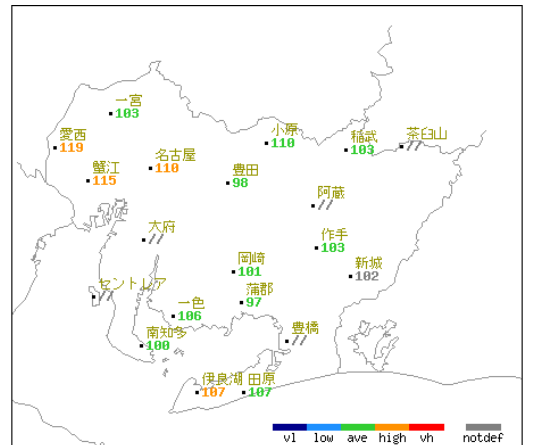 一宮
103
愛西
119
名古屋
110
小原
110
稲武
103
茶臼山
//
蟹江
115
豊田
98
阿蔵
//
大府
//
作手
103
岡崎
101
新城
102
セントレア
//
一色
106
蒲郡
97
南知多
100
豊橋
//
伊良湖
107
田原
107
vl low ave high vh notdef